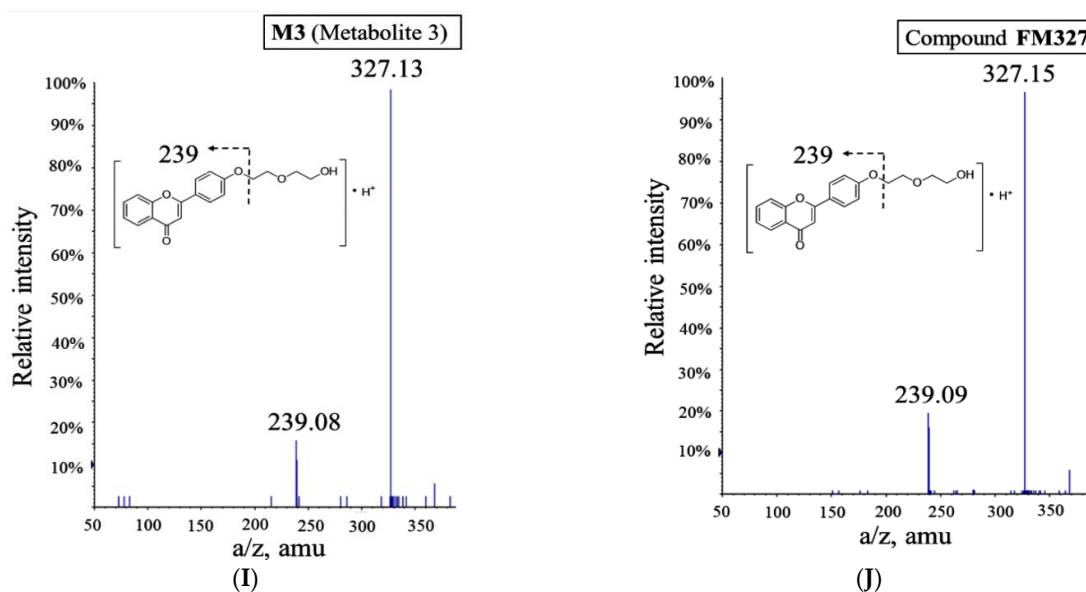 M3 (Metabolite 3)
327.13
100%
90%
80%
70%
60%
50%
40%
30%
20%
10%
Relative intensity
239
O
O
OH
O
O
• H⁺
239.08
50
100
150
200
250
300
350
a/z, amu
(I)
Compound FM327
327.15
100%
90%
80%
70%
60%
50%
40%
30%
20%
10%
Relative intensity
239
O
O
OH
O
O
• H⁺
239.09
50
100
150
200
250
300
350
a/z, amu
(J)